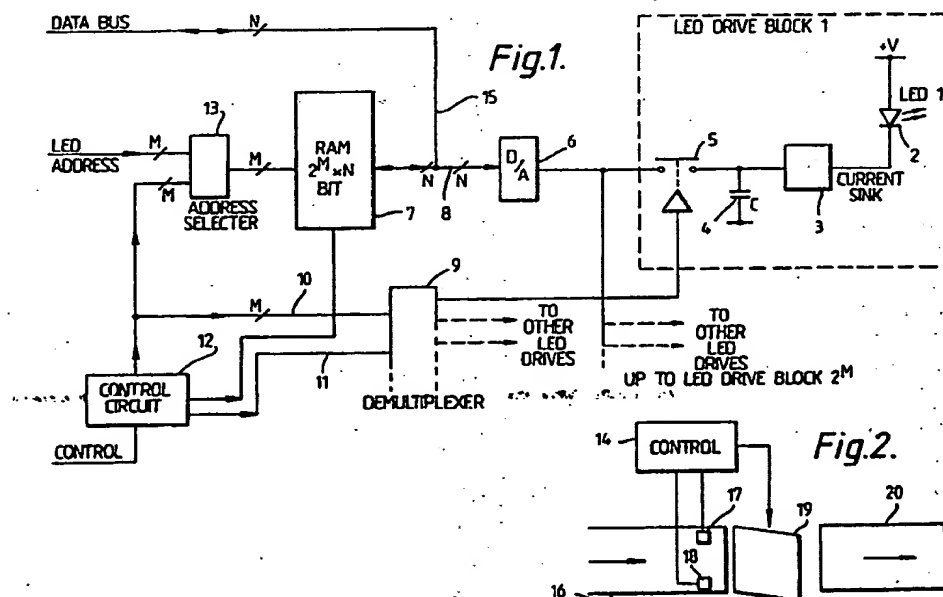 DATA BUS
N
Fig.1.
LED DRIVE BLOCK 1
+V
LED 1
2
15
13
LED
ADDRESS
M
M
M
ADDRESS
SELECTER
RAM
2M×N
BIT
7
N
8
N
D/A
6
5
4
C
3
CURRENT
SINK
9
10
M
TO
OTHER
LED
DRIVES
TO
OTHER
LED
DRIVES
UP TO LED DRIVE BLOCK 2M
12
11
CONTROL
CIRCUIT
DEMULTIPLEXER
CONTROL
14
CONTROL
Fig.2.
17
18
19
20
16